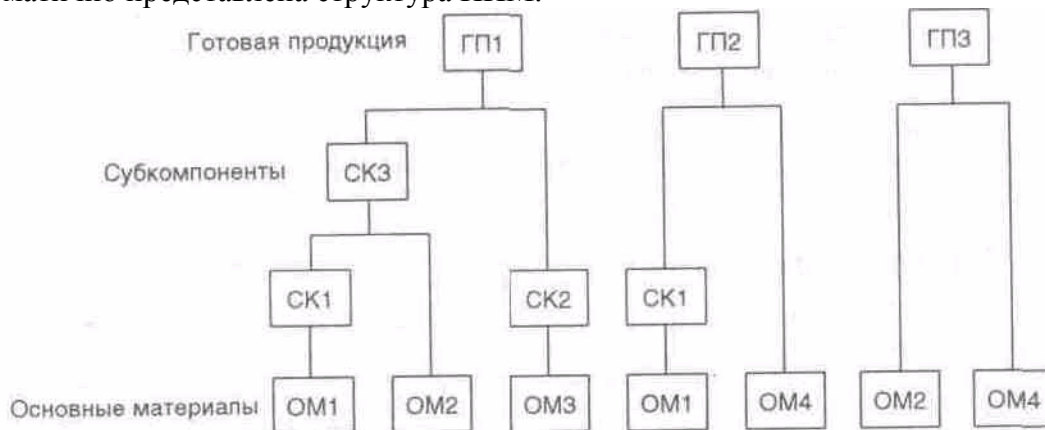 Готовая продукция ГП1 ГП2 ГП3
Субкомпоненты СК3
СК1 СК2 СК1
Основные материалы ОМ1 ОМ2 ОМ3 ОМ1 ОМ4 ОМ2 ОМ4